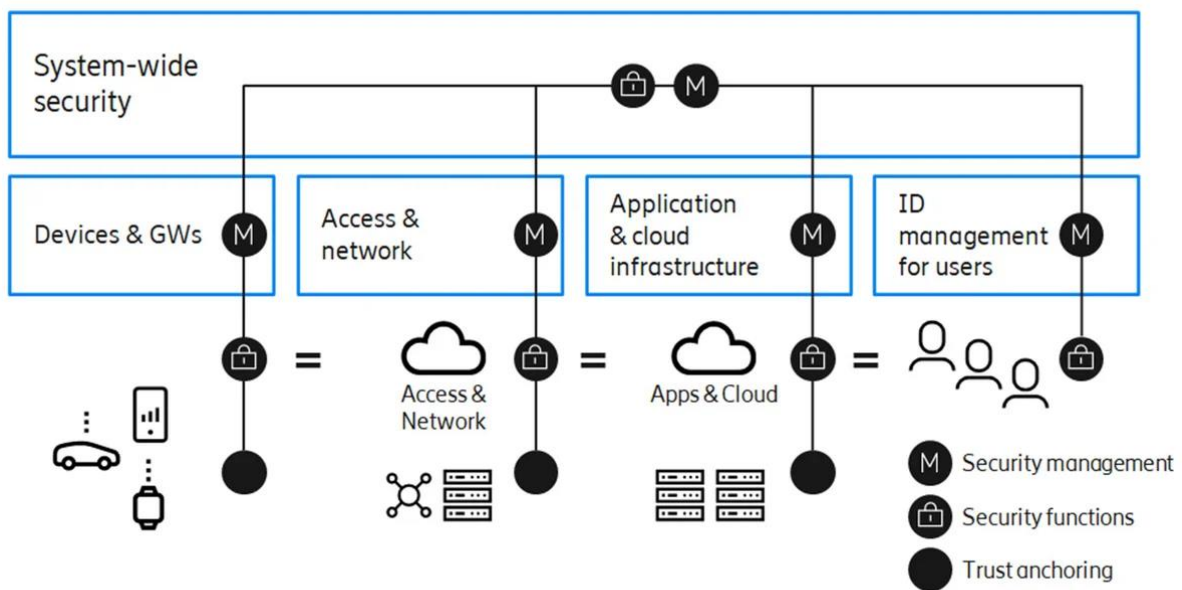 System-wide
security
M
Devices & GWs
M
Access &
network
M
Application
& cloud
infrastructure
M
ID
management
for users
M
=
=
=
Access &
Network
Apps & Cloud
M Security management
Security functions
Trust anchoring